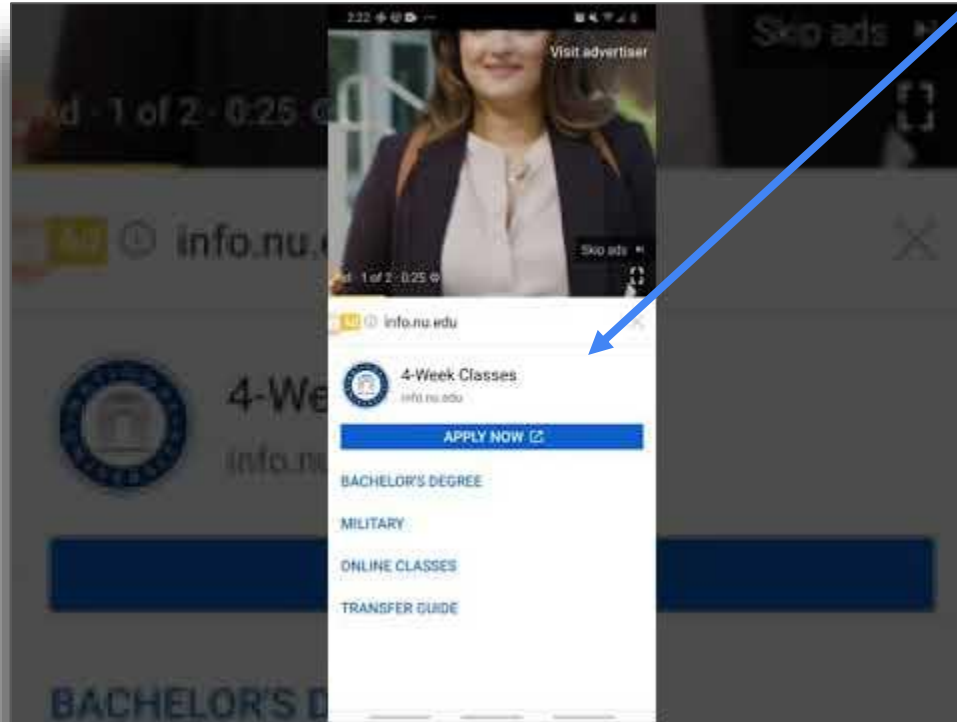 2:22
Visit advertiser
Skip ads
Ad · 1 of 2 · 0:25
Ad info.nu.edu
4-Week Classes
info.nu.edu
APPLY NOW
BACHELOR'S DEGREE
MILITARY
ONLINE CLASSES
TRANSFER GUIDE
Skip ads
d · 1 of 2 · 0:25
Ad info.nu.
4-We
info.n
BACHELOR'S D